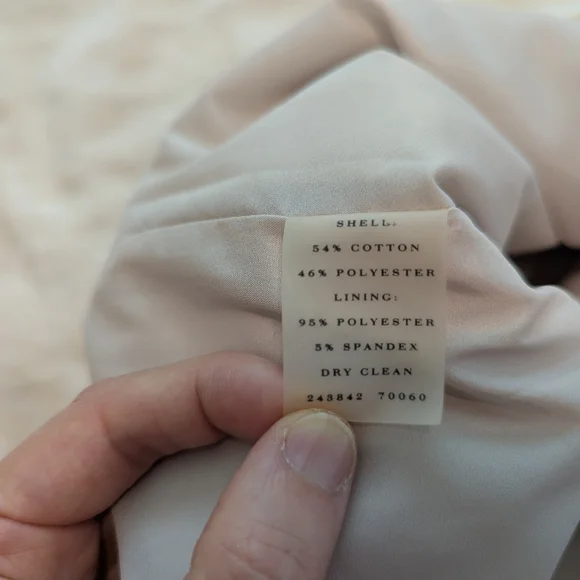 SHELL:
54% COTTON
46% POLYESTER
LINING:
95% POLYESTER
5% SPANDEX
DRY CLEAN
243842 70060